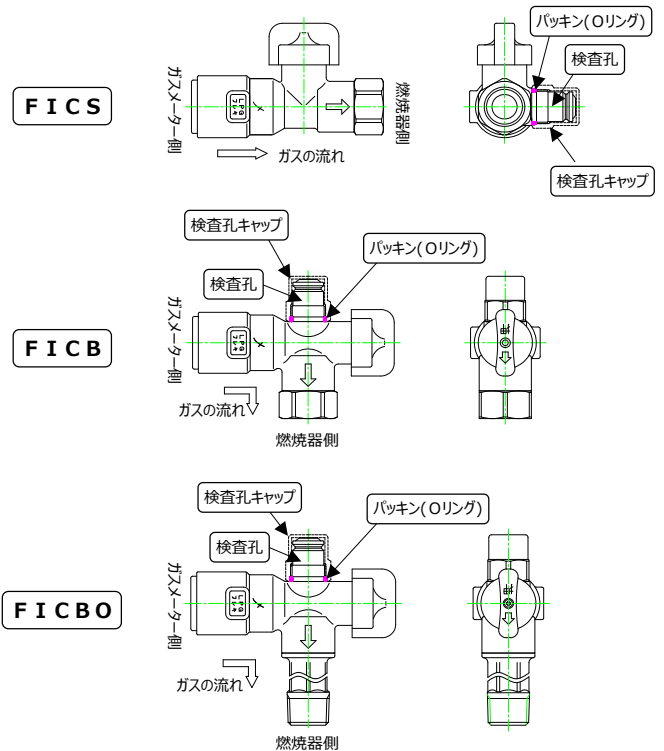 パッキン(Oリング)
検査孔
FICS
ガスメーター側
燃焼器側
ガスの流れ
検査孔キャップ
検査孔キャップ
パッキン(Oリング)
検査孔
FICB
ガスメーター側
ガスの流れ
燃焼器側
検査孔キャップ
パッキン(Oリング)
検査孔
FICBO
ガスメーター側
ガスの流れ
燃焼器側